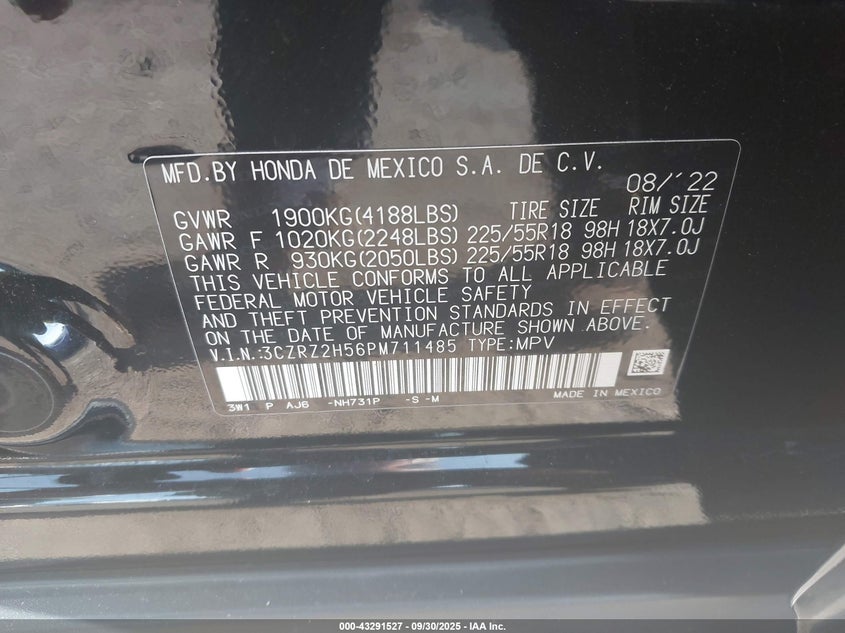 MFD.BY HONDA DE MEXICO S.A. DE C.V. 08/'22
GVWR 1900KG(4188LBS) TIRE SIZE RIM SIZE
GAWR F 1020KG(2248LBS) 225/55R18 98H 18X7.0J
GAWR R 930KG(2050LBS) 225/55R18 98H 18X7.0J
THIS VEHICLE CONFORMS TO ALL APPLICABLE
FEDERAL MOTOR VEHICLE SAFETY
AND THEFT PREVENTION STANDARDS IN EFFECT
ON THE DATE OF MANUFACTURE SHOWN ABOVE.
V.I.N.:3CZRZ2H56PM711485 TYPE:MPV
3W1 P AJ6 -NH731P -S -M MADE IN MEXICO
000-43291527 - 09/30/2025 - IAA Inc.